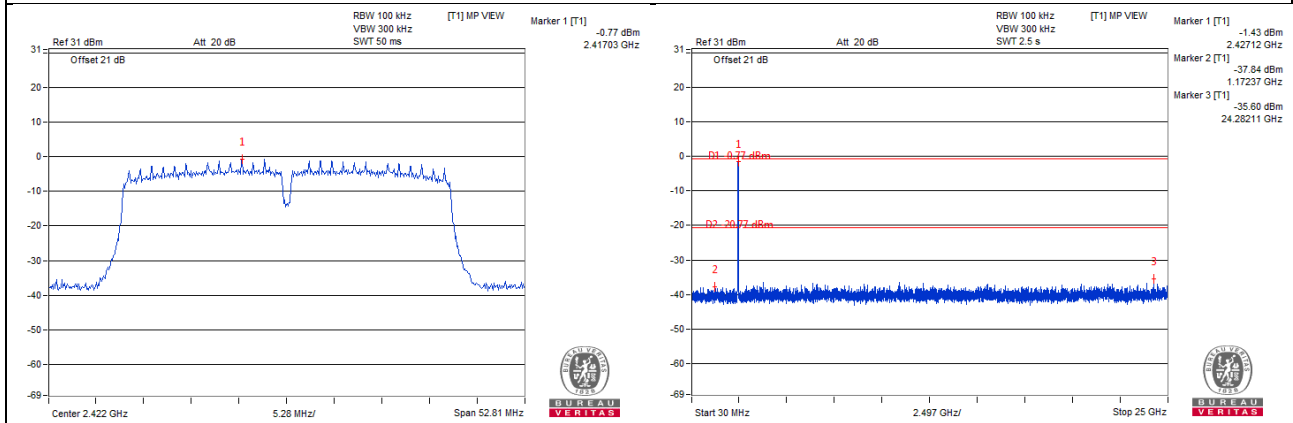 RBW 100 kHz [T1] MP VIEW
VBW 300 kHz
Ref 31 dBm Att 20 dB SWT 50 ms
Marker 1 [T1]
-0.77 dBm
2.41703 GHz
31
Offset 21 dB
20
10
0
-10
-20
-30
-40
-50
-60
-69
1
Center 2.422 GHz 5.28 MHz/ Span 52.81 MHz
BUREAU VERITAS
1828
BUREAU
VERITAS
RBW 100 kHz [T1] MP VIEW
VBW 300 kHz
Ref 31 dBm Att 20 dB SWT 2.5 s
Marker 1 [T1]
-1.43 dBm
2.42712 GHz
Marker 2 [T1]
-37.84 dBm
1.17237 GHz
Marker 3 [T1]
-35.60 dBm
24.28211 GHz
31
Offset 21 dB
20
10
0
-10
-20
-30
-40
-50
-60
-69
1
D1 -0.77 dBm
D2 -20.77 dBm
2
3
Start 30 MHz 2.497 GHz/ Stop 25 GHz
BUREAU VERITAS
1828
BUREAU
VERITAS